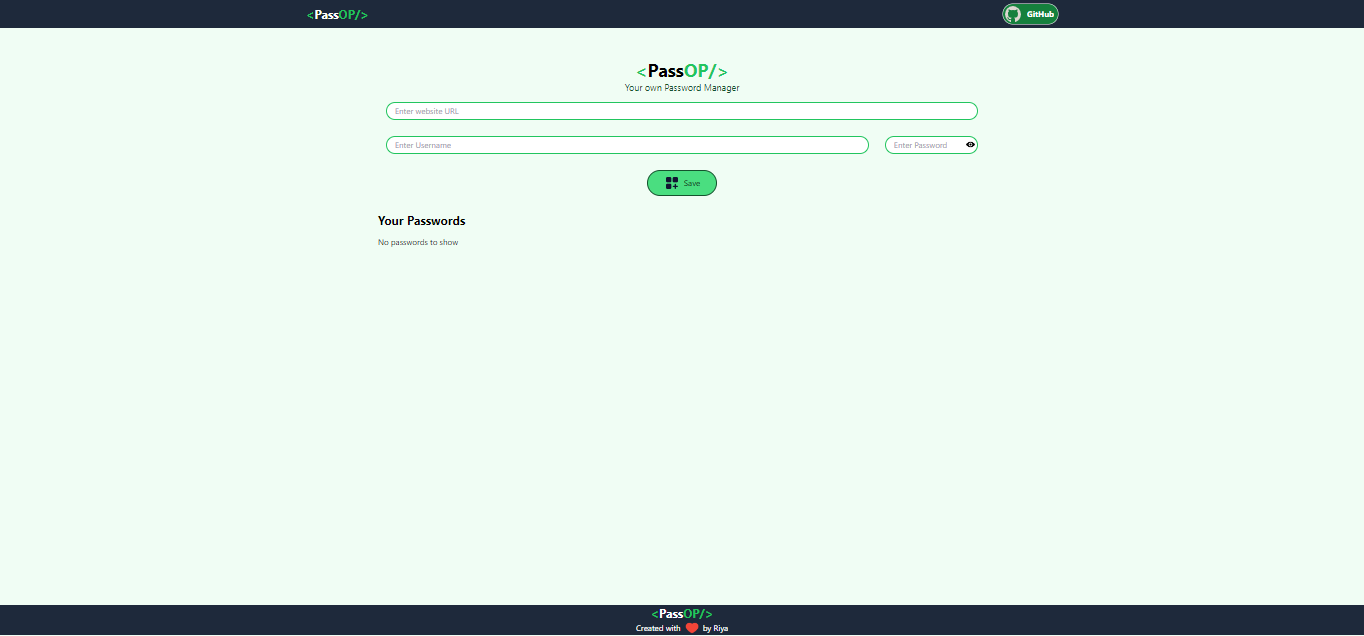 <PassOP/>
GitHub
<PassOP/>
Your own Password Manager
Enter website URL
Enter Username
Enter Password
Save
Your Passwords
No passwords to show
<PassOP/>
Created with ❤️ by Riya